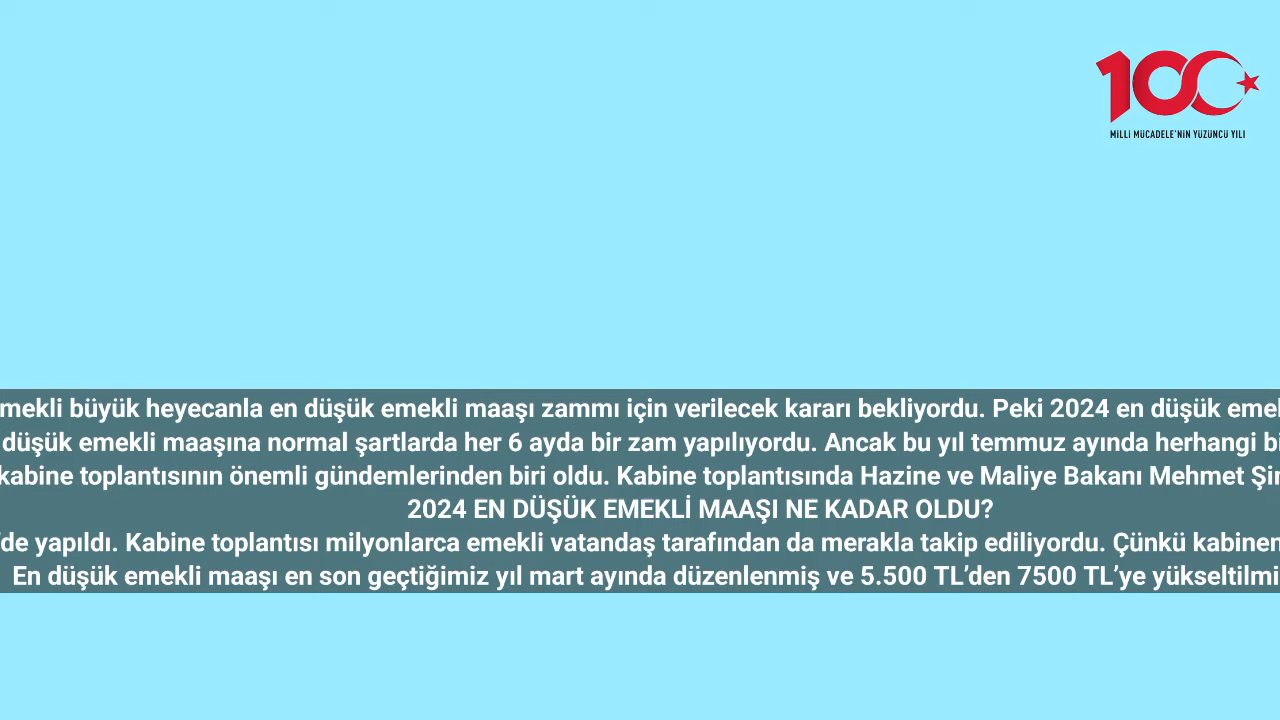 MİLLİ MÜCADELE'NİN YÜZÜNCÜ YILI
mekli büyük heyecanla en düşük emekli maaşı zammı için verilecek kararı bekliyordu. Peki 2024 en düşük emek
düşük emekli maaşına normal şartlarda her 6 ayda bir zam yapılıyordu. Ancak bu yıl temmuz ayında herhangi bi
kabine toplantısının önemli gündemlerinden biri oldu. Kabine toplantısında Hazine ve Maliye Bakanı Mehmet Şim
2024 EN DÜŞÜK EMEKLİ MAAŞI NE KADAR OLDU?
'de yapıldı. Kabine toplantısı milyonlarca emekli vatandaş tarafından da merakla takip ediliyordu. Çünkü kabinen
En düşük emekli maaşı en son geçtiğimiz yıl mart ayında düzenlenmiş ve 5.500 TL’den 7500 TL’ye yükseltilmi